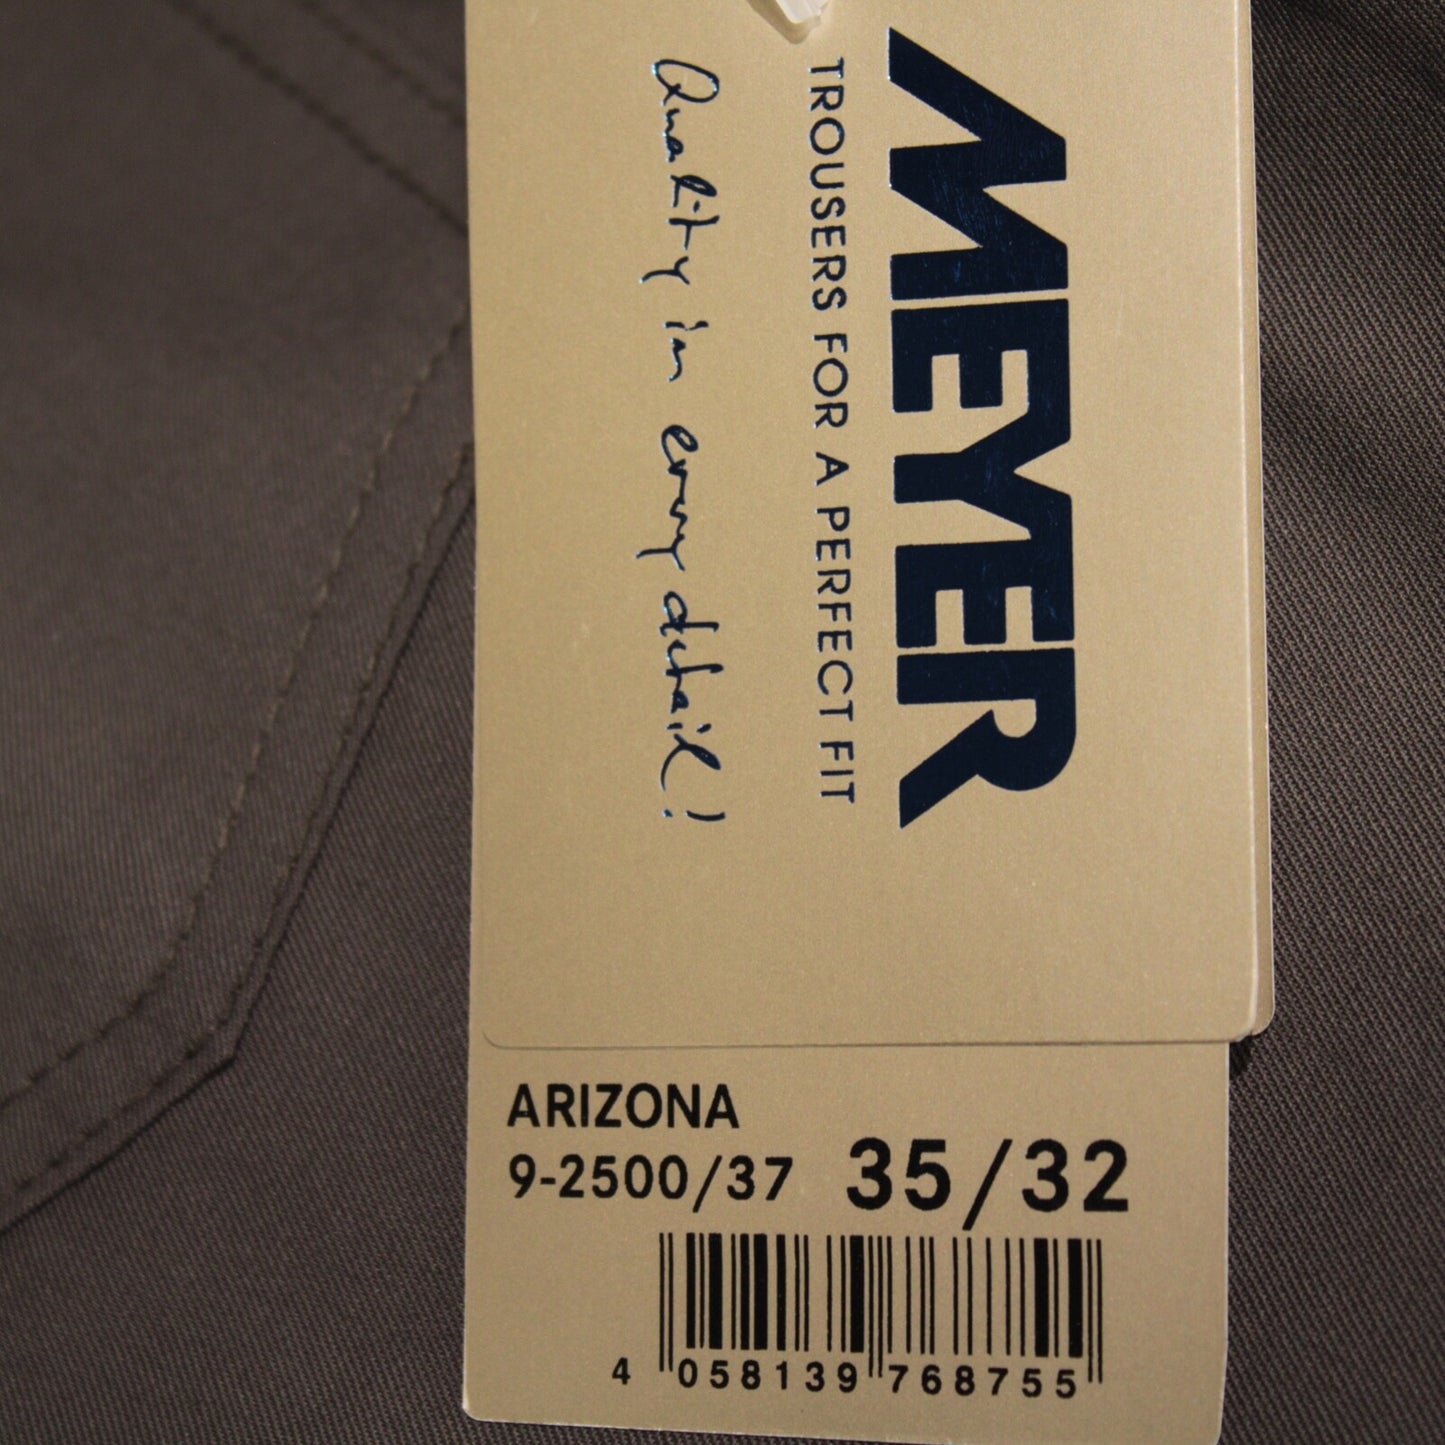 MEYER
TROUSERS FOR A PERFECT FIT
Quality in every detail!
ARIZONA
9-2500/37 35/32
4 058139 768755